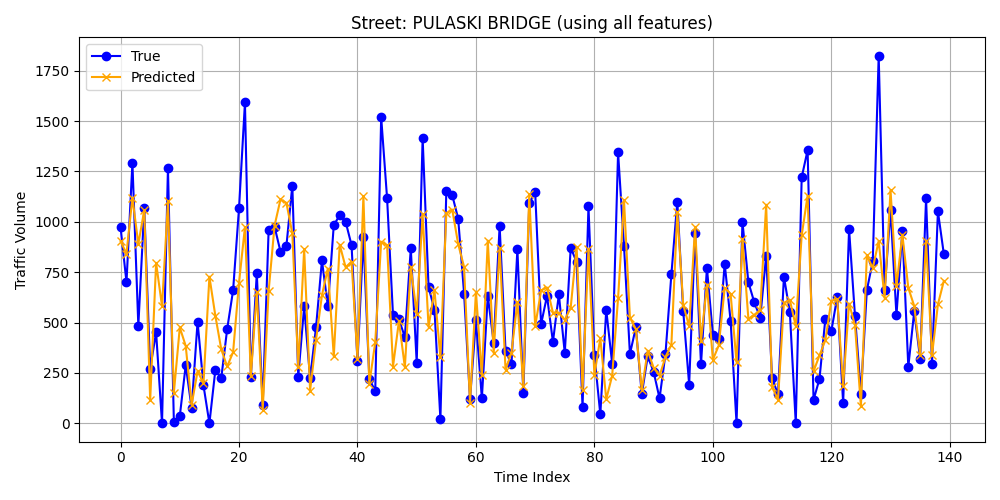 Street: PULASKI BRIDGE (using all features)
True
Predicted
Traffic Volume
1750
1500
1250
1000
750
500
250
0
0 20 40 60 80 100 120 140
Time Index